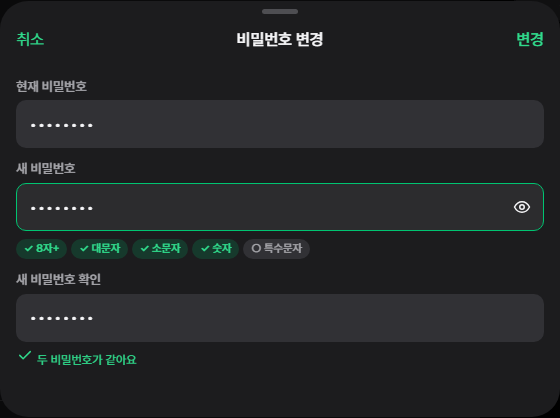 취소 비밀번호 변경 변경
현재 비밀번호
••••••••
새 비밀번호
••••••••
✓ 8자+ ✓ 대문자 ✓ 소문자 ✓ 숫자 ○ 특수문자
새 비밀번호 확인
••••••••
✓ 두 비밀번호가 같아요